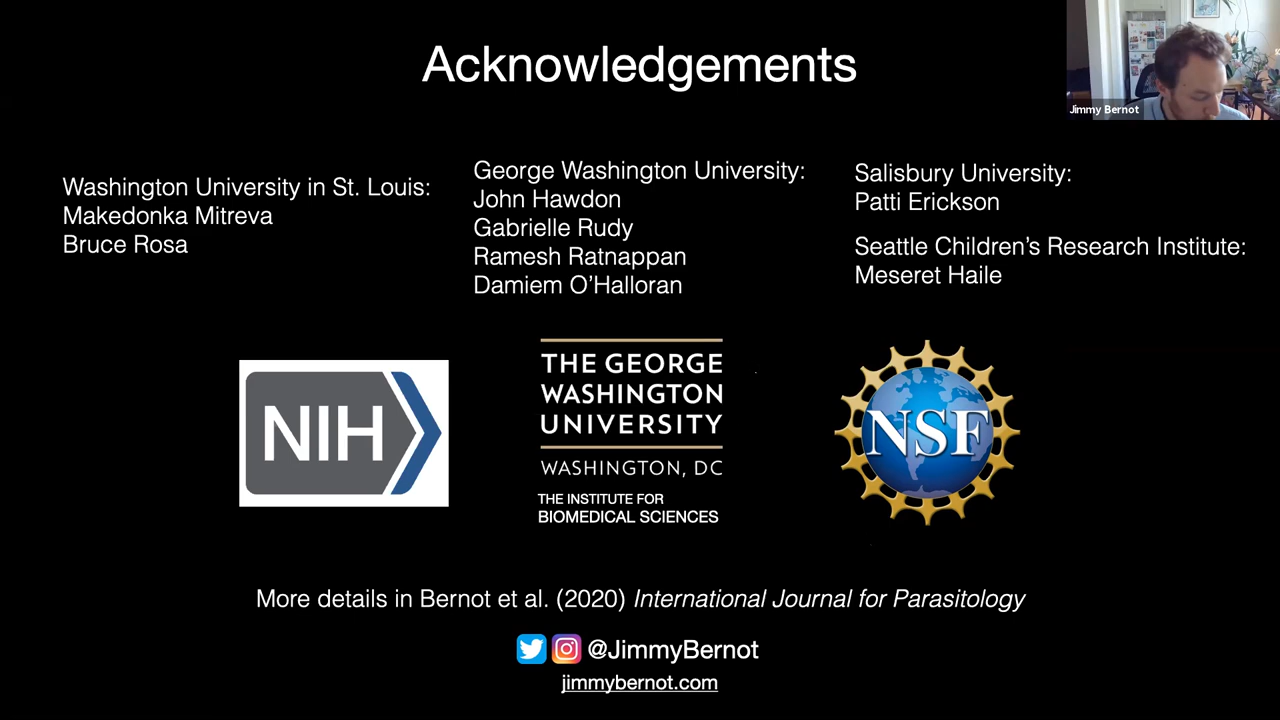 Acknowledgements
Jimmy Bernot
Washington University in St. Louis:
Makedonka Mitreva
Bruce Rosa
George Washington University:
John Hawdon
Gabrielle Rudy
Ramesh Ratnappan
Damiem O’Halloran
Salisbury University:
Patti Erickson
Seattle Children’s Research Institute:
Meseret Haile
NIH
THE GEORGE
WASHINGTON
UNIVERSITY
WASHINGTON, DC
THE INSTITUTE FOR
BIOMEDICAL SCIENCES
NSF
More details in Bernot et al. (2020) International Journal for Parasitology
@JimmyBernot
jimmybernot.com